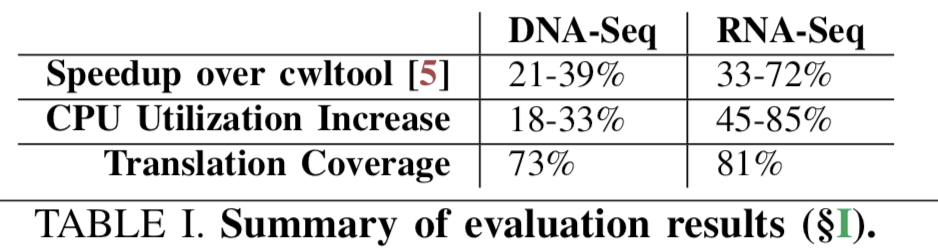 DNA-Seq RNA-Seq
Speedup over cwltool [5] 21-39% 33-72%
CPU Utilization Increase 18-33% 45-85%
Translation Coverage 73% 81%
TABLE I. Summary of evaluation results (§I).